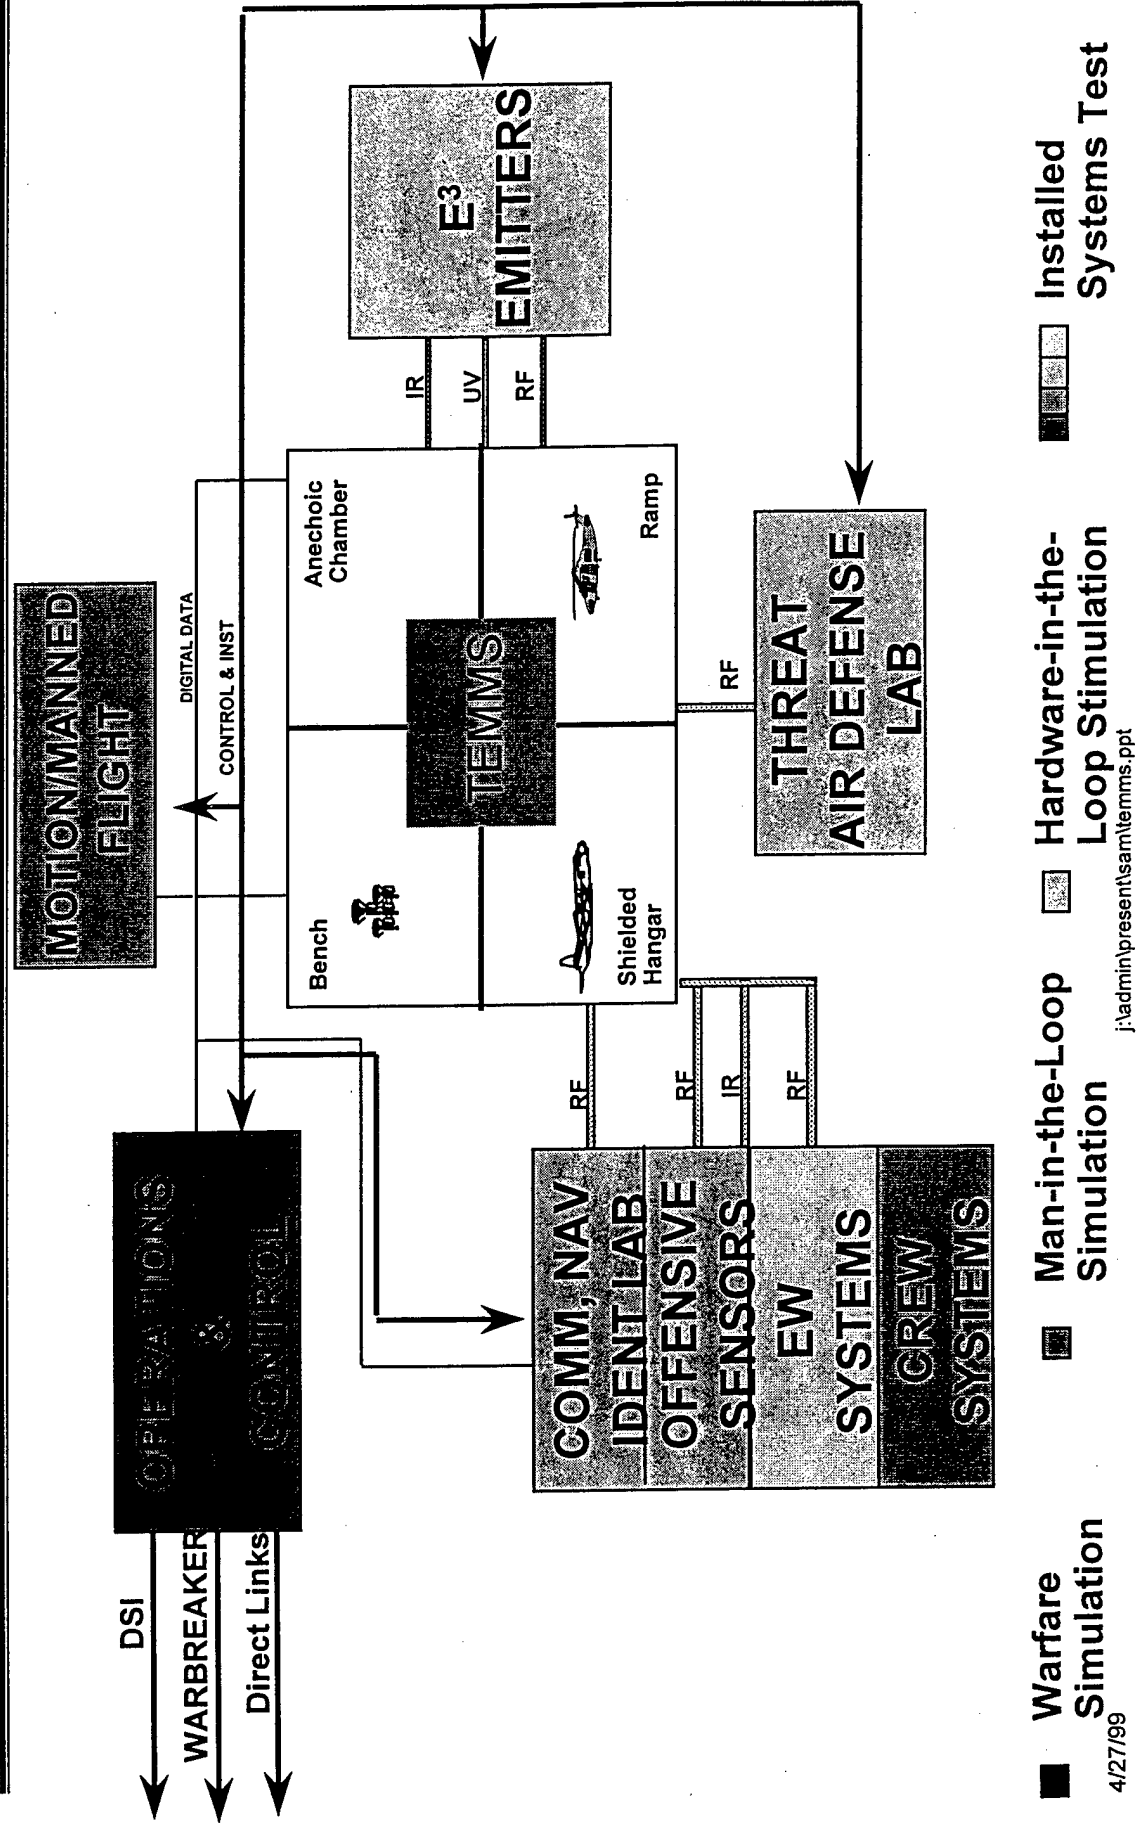 DSI
WARBREAKER
Direct Links
OPERATIONS
&
CONTROL
MOTION/MANNED
FLIGHT
DIGITAL DATA
CONTROL & INST
Bench
Anechoic
Chamber
TEMMS
Shielded
Hangar
Ramp
IR
UV
RF
E³
EMITTERS
RF
RF
IR
RF
RF
COMM, NAV
IDENT LAB
OFFENSIVE
SENSORS
EW
SYSTEMS
CREW
SYSTEMS
THREAT
AIR DEFENSE
LAB
Warfare
Simulation
Man-in-the-Loop
Simulation
Hardware-in-the-
Loop Stimulation
Installed
Systems Test
4/27/99
j:\admin\present\sam\temms.ppt